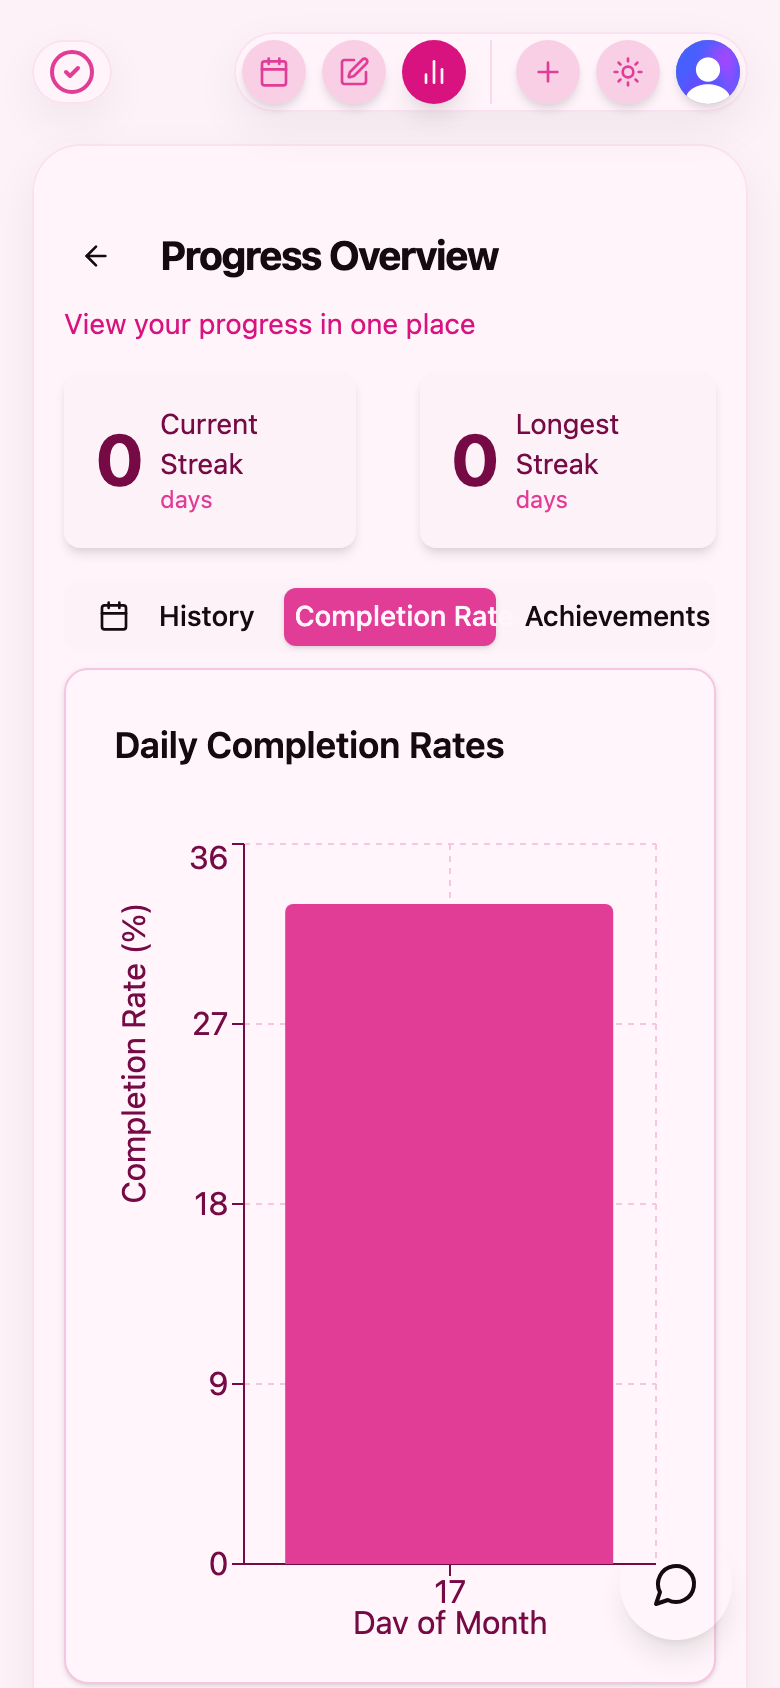 Progress Overview
View your progress in one place
0
Current
Streak
days
0
Longest
Streak
days
History
Completion Rate
Achievements
Daily Completion Rates
Completion Rate (%)
36
27
18
9
0
17
Day of Month